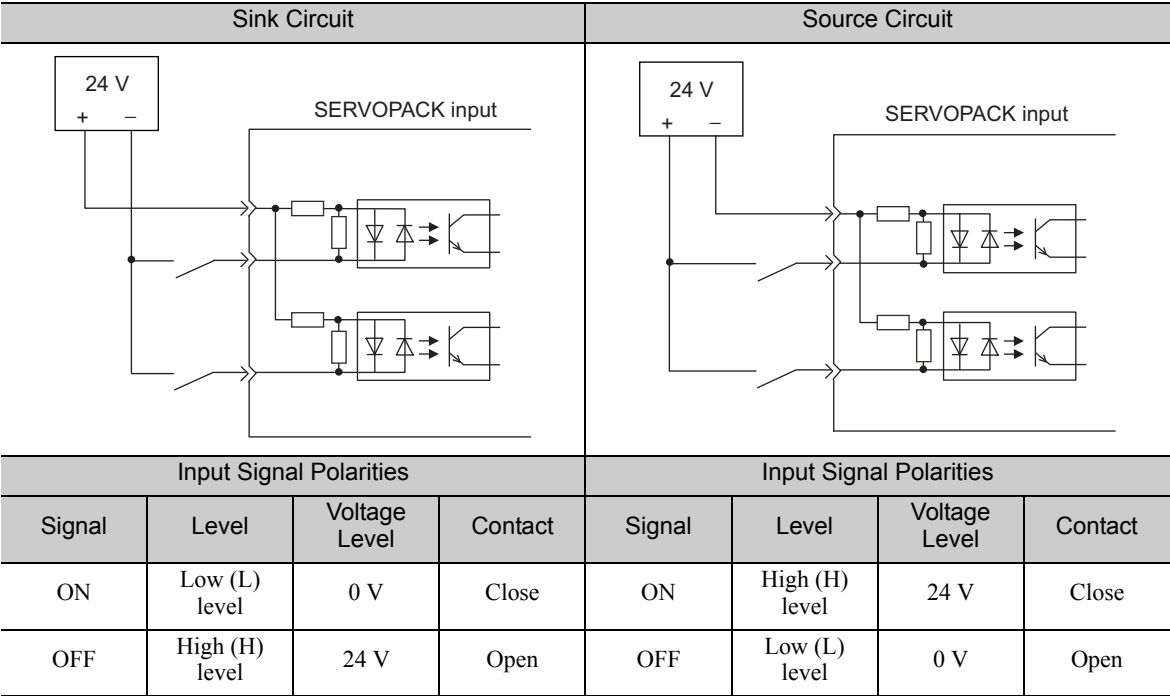 Sink Circuit
Source Circuit
24 V
+ −
SERVOPACK input
24 V
+ −
SERVOPACK input
Input Signal Polarities
Input Signal Polarities
Signal
Level
Voltage
Level
Contact
Signal
Level
Voltage
Level
Contact
ON
Low (L)
level
0 V
Close
ON
High (H)
level
24 V
Close
OFF
High (H)
level
24 V
Open
OFF
Low (L)
level
0 V
Open